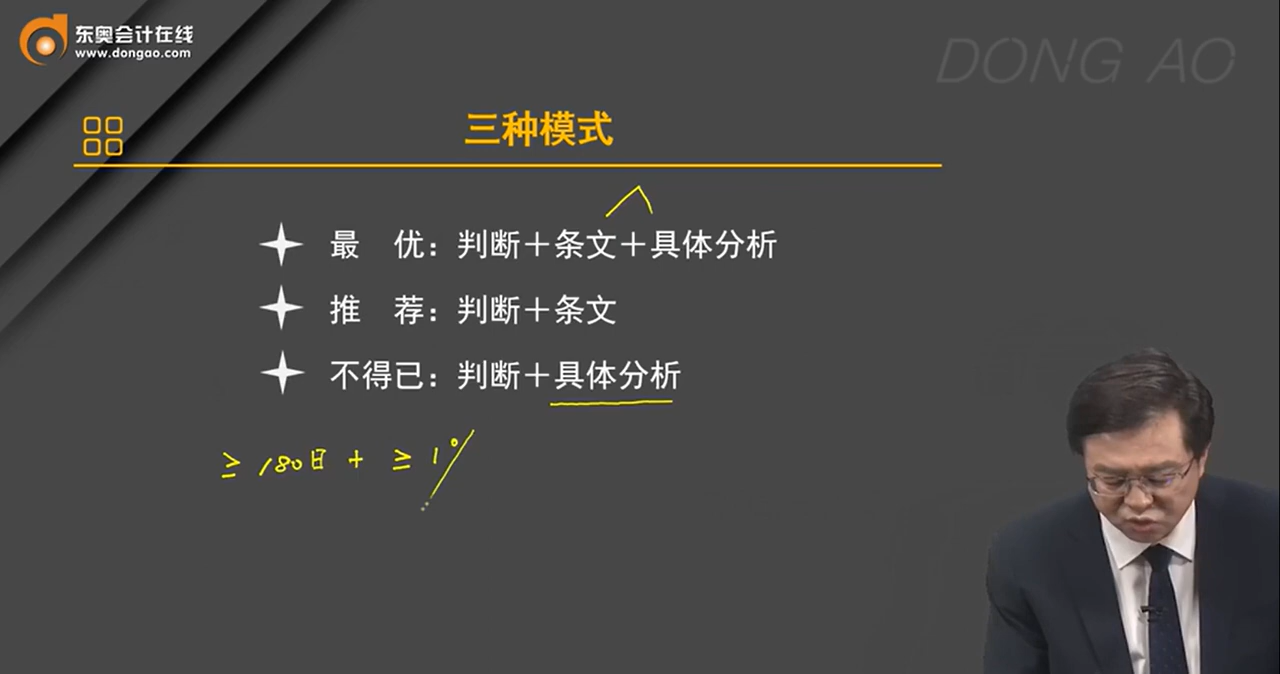 东奥会计在线
www.dongao.com
DONG AO
三种模式
最 优：判断＋条文＋具体分析
推 荐：判断＋条文
不得已：判断＋具体分析
≥ 180日 + ≥ 1%